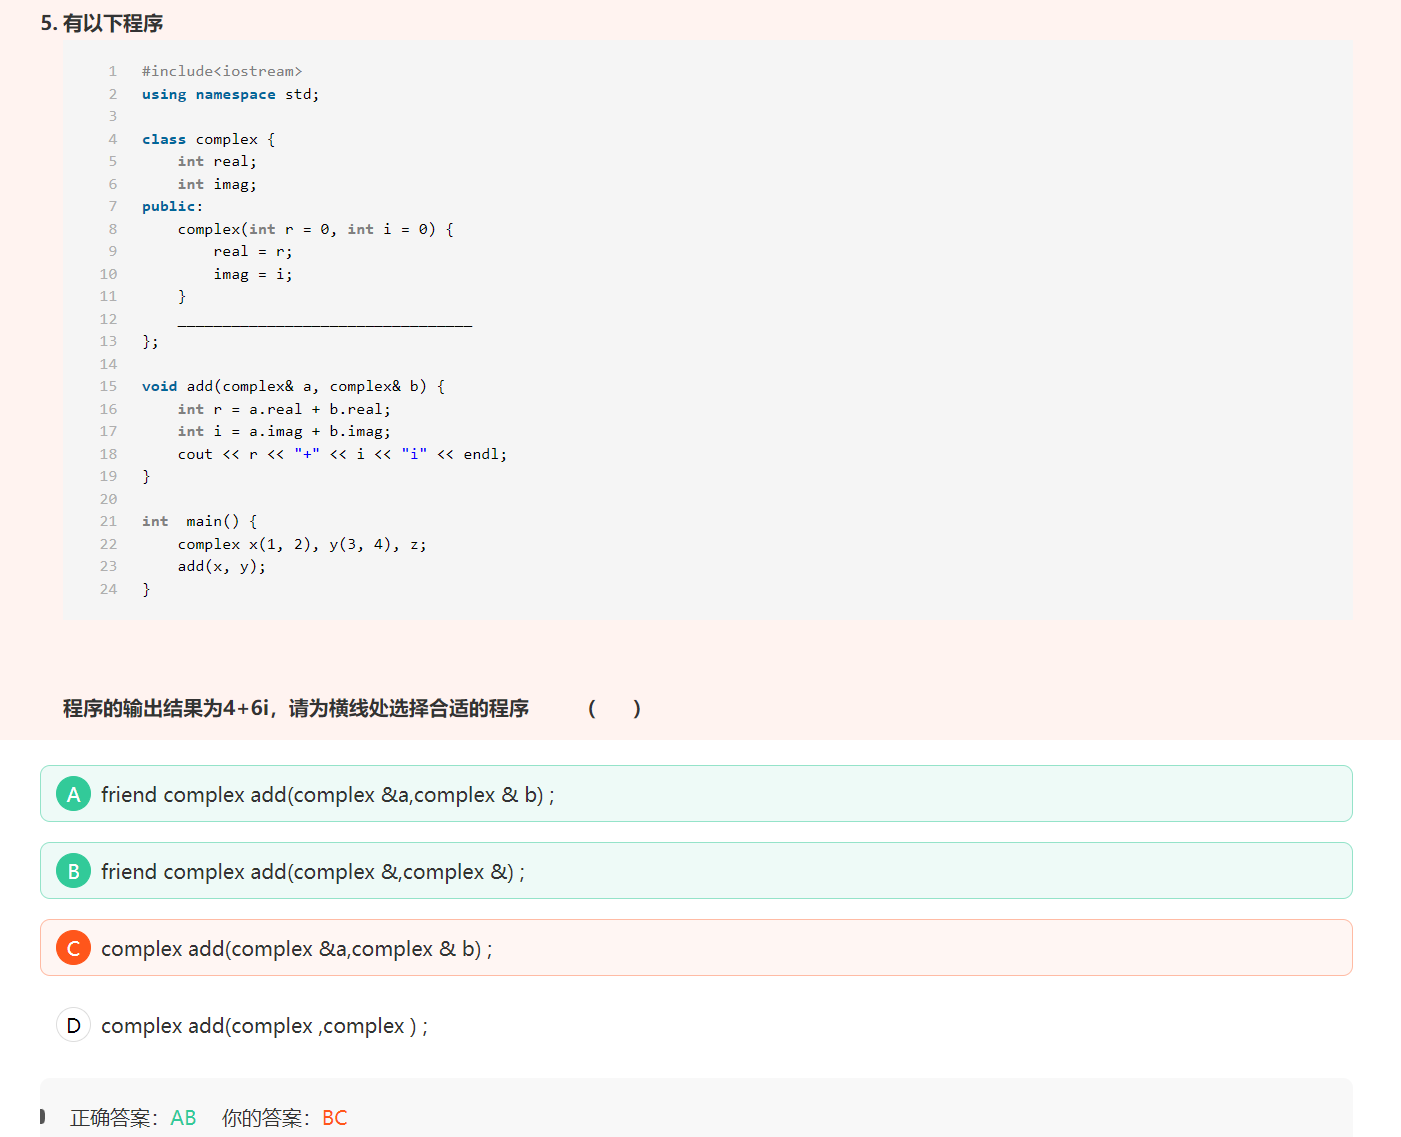 5. 有以下程序
1 #include<iostream>
2 using namespace std;
3
4 class complex {
5     int real;
6     int imag;
7 public:
8     complex(int r = 0, int i = 0) {
9         real = r;
10         imag = i;
11     }
12     _________________________________
13 };
14
15 void add(complex& a, complex& b) {
16     int r = a.real + b.real;
17     int i = a.imag + b.imag;
18     cout << r << "+" << i << "i" << endl;
19 }
20
21 int  main() {
22     complex x(1, 2), y(3, 4), z;
23     add(x, y);
24 }
程序的输出结果为4+6i，请为横线处选择合适的程序 ( )
A friend complex add(complex &a,complex & b) ;
B friend complex add(complex &,complex &) ;
C complex add(complex &a,complex & b) ;
D complex add(complex ,complex ) ;
正确答案：AB 你的答案：BC